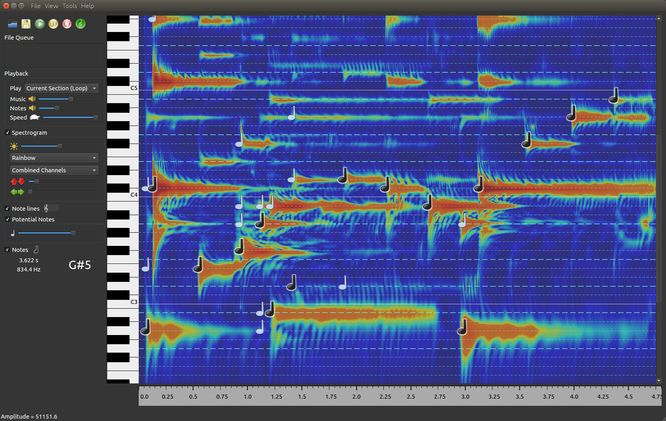 File View Tools Help
File Queue
Playback
Play Current Section (Loop)
Music
Notes
Speed
Spectrogram
Rainbow
Combined Channels
Note lines
Potential Notes
Notes
3.622 s
834.4 Hz
G#5
C5
C4
C3
0.0 0.25 0.5 0.75 1.0 1.25 1.5 1.75 2.0 2.25 2.5 2.75 3.0 3.25 3.5 3.75 4.0 4.25 4.5 4.75
Amplitude = 51151.6